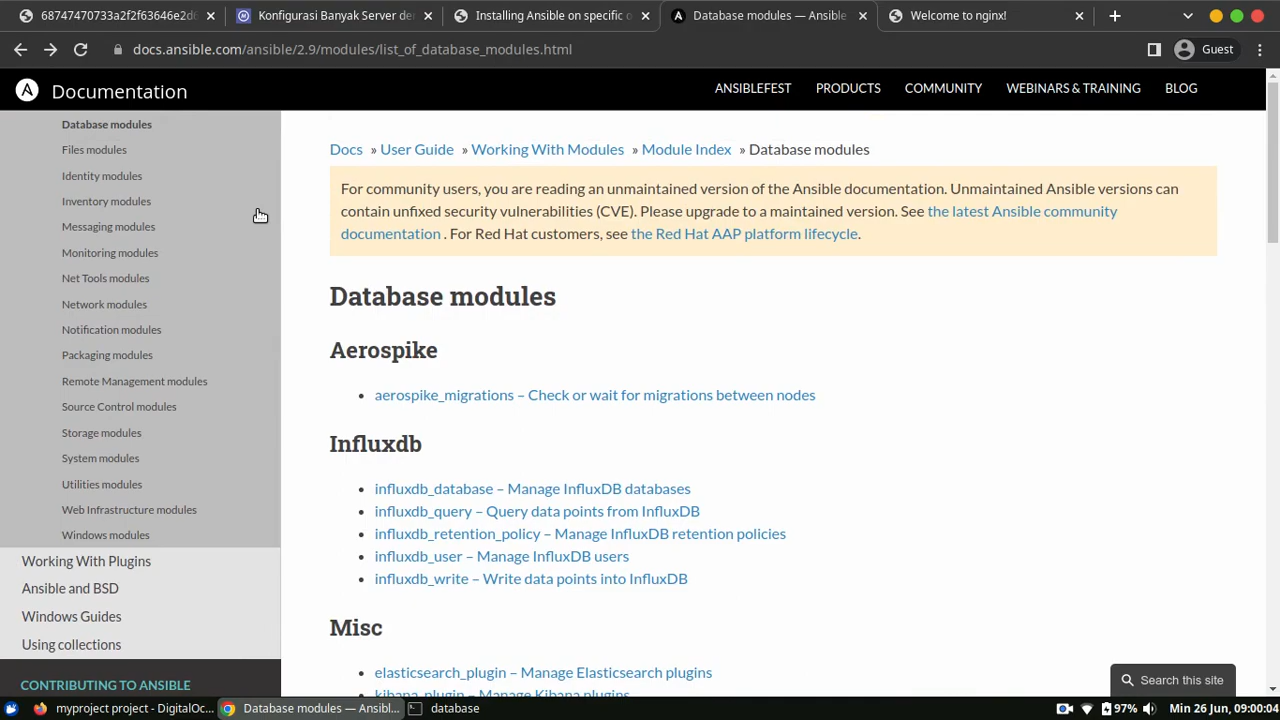 68747470733a2f2f63646e2d
Konfigurasi Banyak Server de
Installing Ansible on specific o
Database modules — Ansible
Welcome to nginx!
docs.ansible.com/ansible/2.9/modules/list_of_database_modules.html
Guest
Documentation
ANSIBLEFEST
PRODUCTS
COMMUNITY
WEBINARS & TRAINING
BLOG
Database modules
Files modules
Identity modules
Inventory modules
Messaging modules
Monitoring modules
Net Tools modules
Network modules
Notification modules
Packaging modules
Remote Management modules
Source Control modules
Storage modules
System modules
Utilities modules
Web Infrastructure modules
Windows modules
Working With Plugins
Ansible and BSD
Windows Guides
Using collections
CONTRIBUTING TO ANSIBLE
Docs » User Guide » Working With Modules » Module Index » Database modules
For community users, you are reading an unmaintained version of the Ansible documentation. Unmaintained Ansible versions can
contain unfixed security vulnerabilities (CVE). Please upgrade to a maintained version. See the latest Ansible community
documentation . For Red Hat customers, see the Red Hat AAP platform lifecycle.
Database modules
Aerospike
• aerospike_migrations – Check or wait for migrations between nodes
Influxdb
• influxdb_database – Manage InfluxDB databases
• influxdb_query – Query data points from InfluxDB
• influxdb_retention_policy – Manage InfluxDB retention policies
• influxdb_user – Manage InfluxDB users
• influxdb_write – Write data points into InfluxDB
Misc
• elasticsearch_plugin – Manage Elasticsearch plugins
• kibana_plugin – Manage Kibana plugins
Search this site
myproject project - DigitalOc...
Database modules — Ansibl...
database
97%
Min 26 Jun, 09:00:04